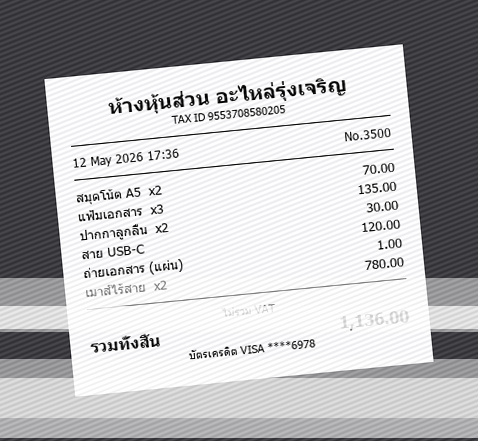 ห้างหุ้นส่วน อะไหล่รุ่งเจริญ
TAX ID 9553708580205
12 May 2026 17:36 No.3500
สมุดโน้ต A5 x2 70.00
แฟ้มเอกสาร x3 135.00
ปากกาลูกลื่น x2 30.00
สาย USB-C 120.00
ถ่ายเอกสาร (แผ่น) 1.00
เมาส์ไร้สาย x2 780.00
ไม่รวม VAT
รวมทั้งสิ้น 1,136.00
บัตรเครดิต VISA ****6978